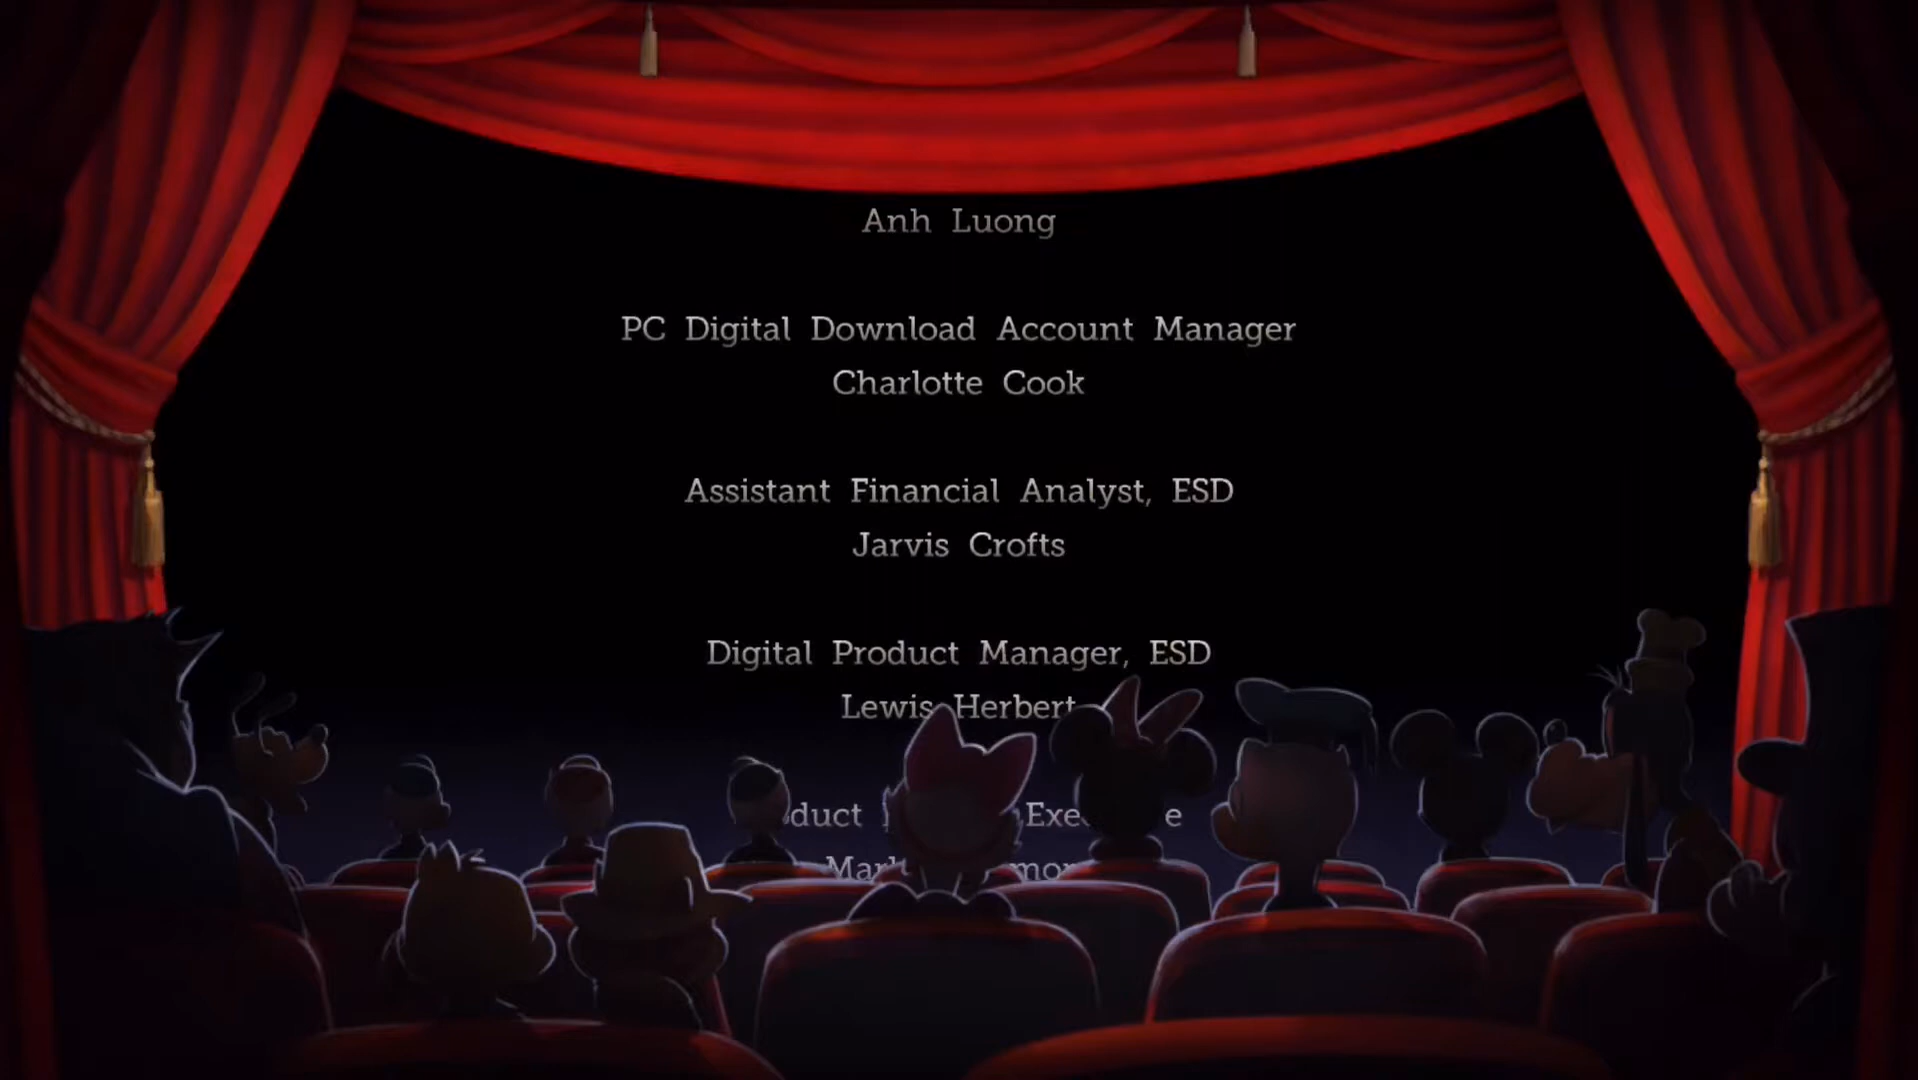 Anh Luong
PC Digital Download Account Manager
Charlotte Cook
Assistant Financial Analyst, ESD
Jarvis Crofts
Digital Product Manager, ESD
Lewis Herbert